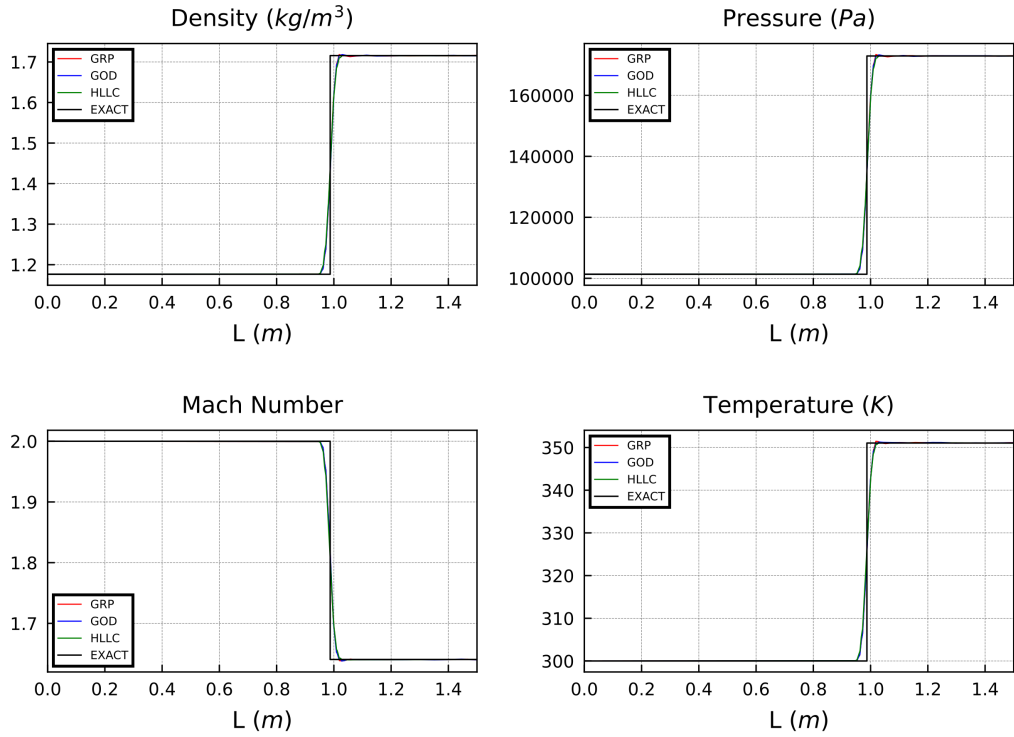 Density (kg/m³)
1.7
1.6
1.5
1.4
1.3
1.2
GRP
GOD
HLLC
EXACT
0.0 0.2 0.4 0.6 0.8 1.0 1.2 1.4
L (m)
Pressure (Pa)
160000
140000
120000
100000
GRP
GOD
HLLC
EXACT
0.0 0.2 0.4 0.6 0.8 1.0 1.2 1.4
L (m)
Mach Number
2.0
1.9
1.8
1.7
GRP
GOD
HLLC
EXACT
0.0 0.2 0.4 0.6 0.8 1.0 1.2 1.4
L (m)
Temperature (K)
350
340
330
320
310
300
GRP
GOD
HLLC
EXACT
0.0 0.2 0.4 0.6 0.8 1.0 1.2 1.4
L (m)